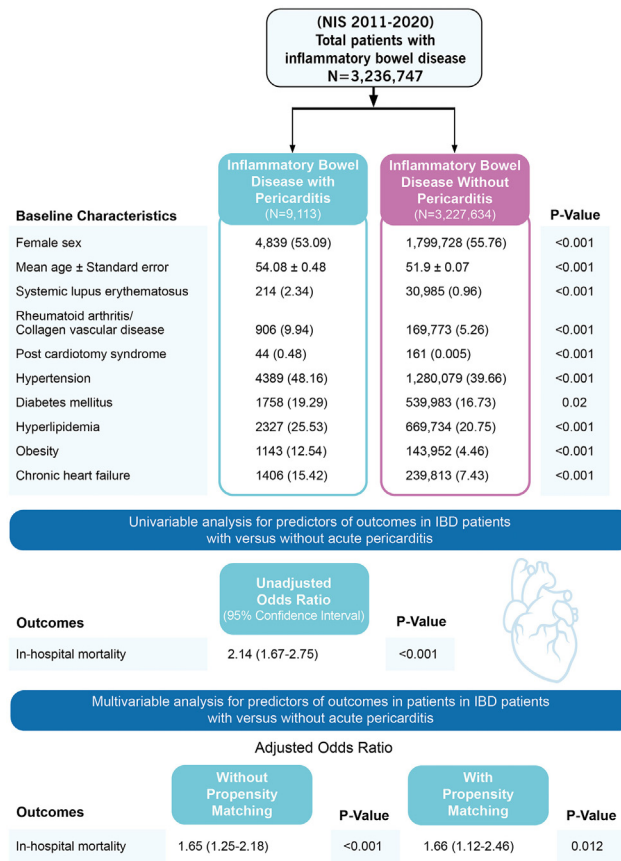 (NIS 2011-2020)
Total patients with
inflammatory bowel disease
N=3,236,747
Inflammatory Bowel
Disease with
Pericarditis
(N=9,113)
Inflammatory Bowel
Disease Without
Pericarditis
(N=3,227,634)
Baseline Characteristics
P-Value
Female sex 4,839 (53.09) 1,799,728 (55.76) <0.001
Mean age ± Standard error 54.08 ± 0.48 51.9 ± 0.07 <0.001
Systemic lupus erythematosus 214 (2.34) 30,985 (0.96) <0.001
Rheumatoid arthritis/
Collagen vascular disease 906 (9.94) 169,773 (5.26) <0.001
Post cardiotomy syndrome 44 (0.48) 161 (0.005) <0.001
Hypertension 4389 (48.16) 1,280,079 (39.66) <0.001
Diabetes mellitus 1758 (19.29) 539,983 (16.73) 0.02
Hyperlipidemia 2327 (25.53) 669,734 (20.75) <0.001
Obesity 1143 (12.54) 143,952 (4.46) <0.001
Chronic heart failure 1406 (15.42) 239,813 (7.43) <0.001
Univariable analysis for predictors of outcomes in IBD patients
with versus without acute pericarditis
Unadjusted
Odds Ratio
(95% Confidence Interval)
Outcomes P-Value
In-hospital mortality 2.14 (1.67-2.75) <0.001
Multivariable analysis for predictors of outcomes in patients in IBD patients
with versus without acute pericarditis
Adjusted Odds Ratio
Without
Propensity
Matching
With
Propensity
Matching
Outcomes P-Value P-Value
In-hospital mortality 1.65 (1.25-2.18) <0.001 1.66 (1.12-2.46) 0.012